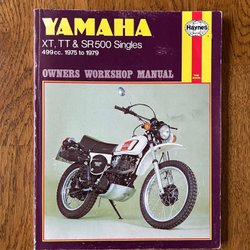 YAMAHA
XT, TT & SR500 Singles
499cc. 1975 to 1979
Haynes
OWNERS WORKSHOP MANUAL